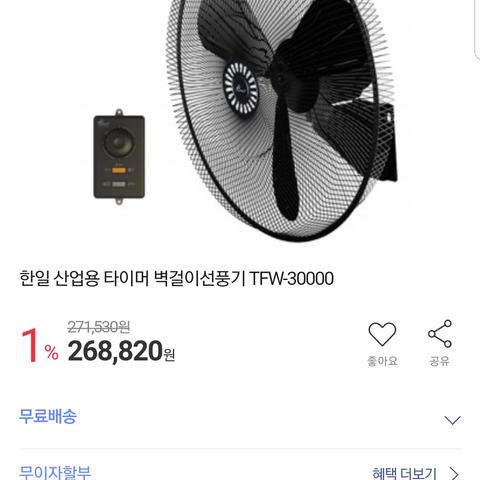 한일 산업용 타이머 벽걸이선풍기 TFW-30000
271,530원
1% 268,820원
좋아요 공유
무료배송
무이자할부 혜택 더보기